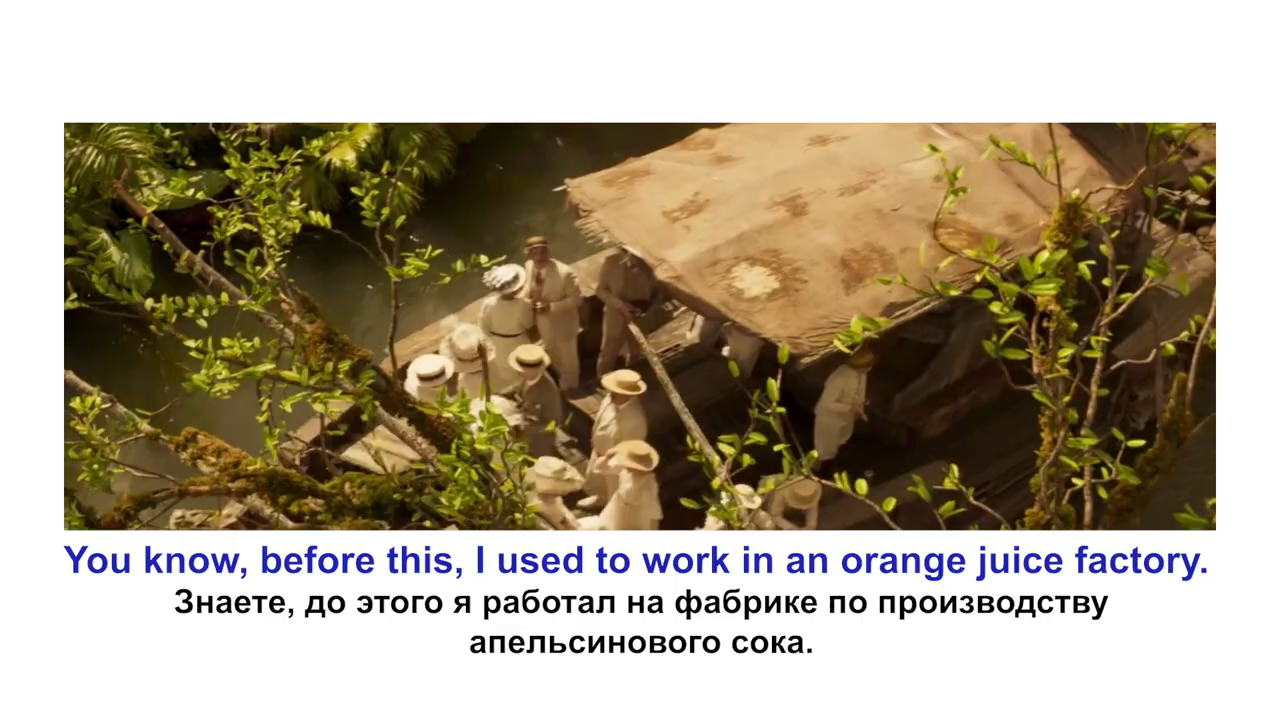 You know, before this, I used to work in an orange juice factory.
Знаете, до этого я работал на фабрике по производству
апельсинового сока.